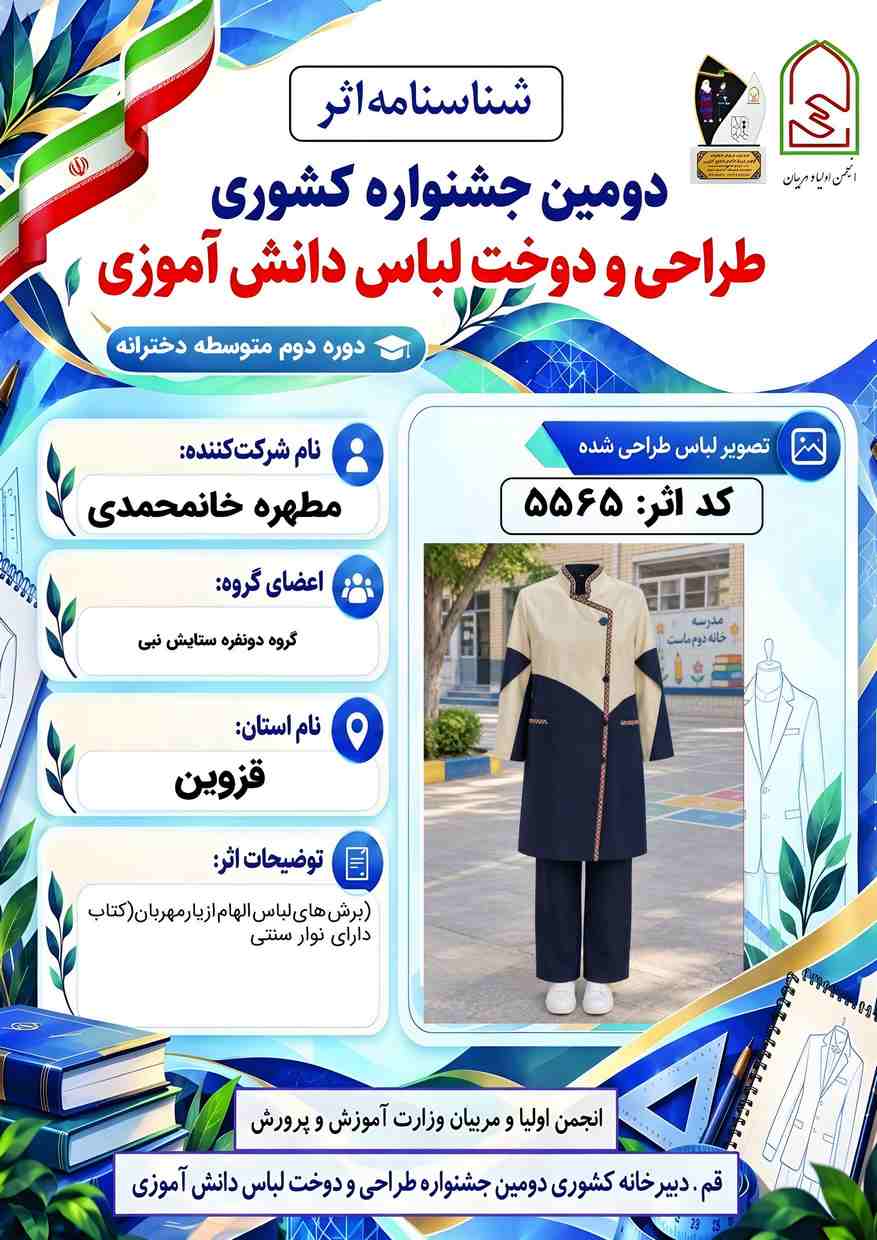 شناسنامه اثر
انجمن اولیا و مربیان
دومین جشنواره کشوری
طراحی و دوخت لباس دانش آموزی
دوره دوم متوسطه دخترانه
تصویر لباس طراحی شده
کد اثر: ۵۵۶۵
مدرسه
خانه دوم ماست
نام شرکت‌کننده:
مطهره خانمحمدی
اعضای گروه:
گروه دونفره ستایش نبی
نام استان:
قزوین
توضیحات اثر:
(برش های لباس الهام از یار مهربان(کتاب
دارای نوار سنتی
انجمن اولیا و مربیان وزارت آموزش و پرورش
قم . دبیرخانه کشوری دومین جشنواره طراحی و دوخت لباس دانش آموزی